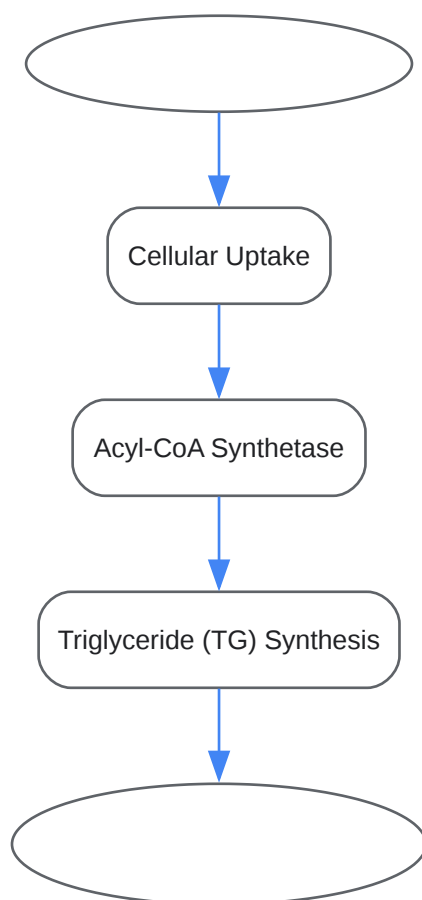 Cellular Uptake
Acyl-CoA Synthetase
Triglyceride (TG) Synthesis